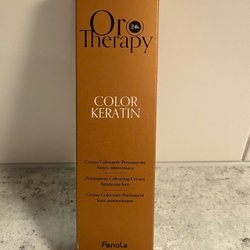 Oro
24k
Therapy
COLOR
KERATIN
Crema Colorante Permanente
Senza ammoniaca
Permanent Colouring Cream
Ammonia-free
Crème Colorante Permanente
Sans ammoniaque
Fanola